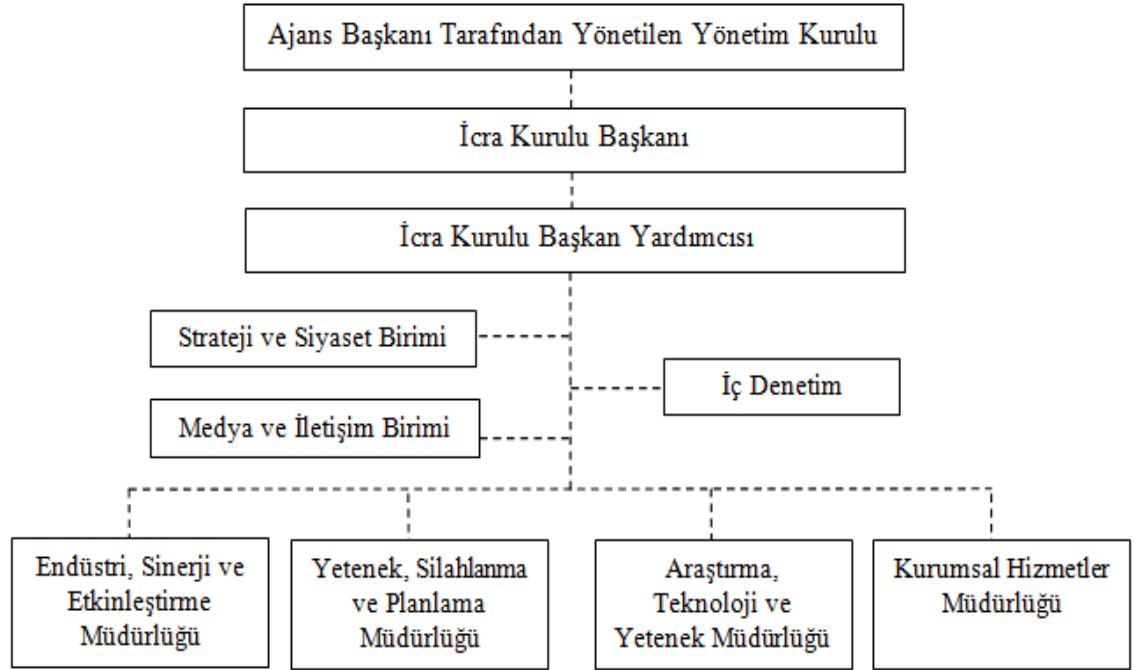 Ajans Başkanı Tarafından Yönetilen Yönetim Kurulu
İcra Kurulu Başkanı
İcra Kurulu Başkan Yardımcısı
Strateji ve Siyaset Birimi
İç Denetim
Medya ve İletişim Birimi
Endüstri, Sinerji ve
Etkinleştirme
Müdürlüğü
Yetenek, Silahlanma
ve Planlama
Müdürlüğü
Araştırma,
Teknoloji ve
Yetenek Müdürlüğü
Kurumsal Hizmetler
Müdürlüğü